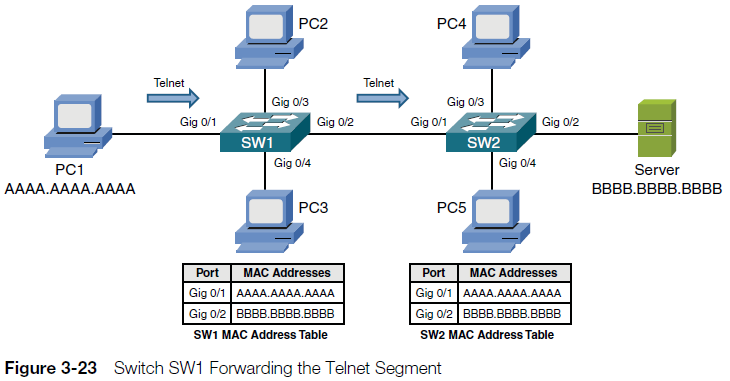 PC2
PC4
Telnet
Telnet
Gig 0/3
Gig 0/3
Gig 0/1
Gig 0/2
Gig 0/1
Gig 0/2
SW1
SW2
PC1
Gig 0/4
Gig 0/4
Server
AAAA.AAAA.AAAA
BBBB.BBBB.BBBB
PC3
PC5
Port MAC Addresses
Gig 0/1 AAAA.AAAA.AAAA
Gig 0/2 BBBB.BBBB.BBBB
SW1 MAC Address Table
Port MAC Addresses
Gig 0/1 AAAA.AAAA.AAAA
Gig 0/2 BBBB.BBBB.BBBB
SW2 MAC Address Table
Figure 3-23 Switch SW1 Forwarding the Telnet Segment